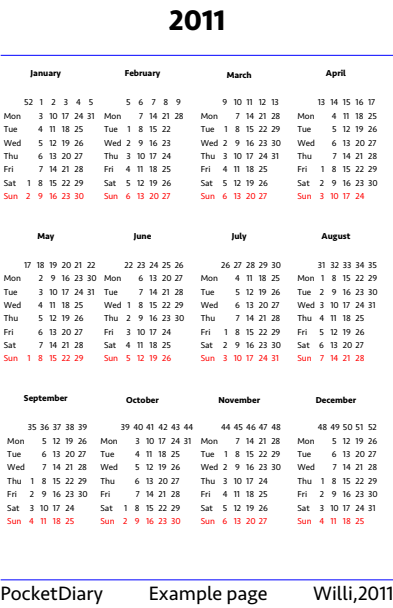 2011
January February March April
52 1 2 3 4 5 5 6 7 8 9 9 10 11 12 13 13 14 15 16 17
Mon 3 10 17 24 31 Mon 7 14 21 28 Mon 7 14 21 28 Mon 4 11 18 25
Tue 4 11 18 25 Tue 1 8 15 22 Tue 1 8 15 22 29 Tue 5 12 19 26
Wed 5 12 19 26 Wed 2 9 16 23 Wed 2 9 16 23 30 Wed 6 13 20 27
Thu 6 13 20 27 Thu 3 10 17 24 Thu 3 10 17 24 31 Thu 7 14 21 28
Fri 7 14 21 28 Fri 4 11 18 25 Fri 4 11 18 25 Fri 1 8 15 22 29
Sat 1 8 15 22 29 Sat 5 12 19 26 Sat 5 12 19 26 Sat 2 9 16 23 30
Sun 2 9 16 23 30 Sun 6 13 20 27 Sun 6 13 20 27 Sun 3 10 17 24
May June July August
17 18 19 20 21 22 22 23 24 25 26 26 27 28 29 30 31 32 33 34 35
Mon 2 9 16 23 30 Mon 6 13 20 27 Mon 4 11 18 25 Mon 1 8 15 22 29
Tue 3 10 17 24 31 Tue 7 14 21 28 Tue 5 12 19 26 Tue 2 9 16 23 30
Wed 4 11 18 25 Wed 1 8 15 22 29 Wed 6 13 20 27 Wed 3 10 17 24 31
Thu 5 12 19 26 Thu 2 9 16 23 30 Thu 7 14 21 28 Thu 4 11 18 25
Fri 6 13 20 27 Fri 3 10 17 24 Fri 1 8 15 22 29 Fri 5 12 19 26
Sat 7 14 21 28 Sat 4 11 18 25 Sat 2 9 16 23 30 Sat 6 13 20 27
Sun 1 8 15 22 29 Sun 5 12 19 26 Sun 3 10 17 24 31 Sun 7 14 21 28
September October November December
35 36 37 38 39 39 40 41 42 43 44 44 45 46 47 48 48 49 50 51 52
Mon 5 12 19 26 Mon 3 10 17 24 31 Mon 7 14 21 28 Mon 5 12 19 26
Tue 6 13 20 27 Tue 4 11 18 25 Tue 1 8 15 22 29 Tue 6 13 20 27
Wed 7 14 21 28 Wed 5 12 19 26 Wed 2 9 16 23 30 Wed 7 14 21 28
Thu 1 8 15 22 29 Thu 6 13 20 27 Thu 3 10 17 24 Thu 1 8 15 22 29
Fri 2 9 16 23 30 Fri 7 14 21 28 Fri 4 11 18 25 Fri 2 9 16 23 30
Sat 3 10 17 24 Sat 1 8 15 22 29 Sat 5 12 19 26 Sat 3 10 17 24 31
Sun 4 11 18 25 Sun 2 9 16 23 30 Sun 6 13 20 27 Sun 4 11 18 25
PocketDiary Example page Willi,2011